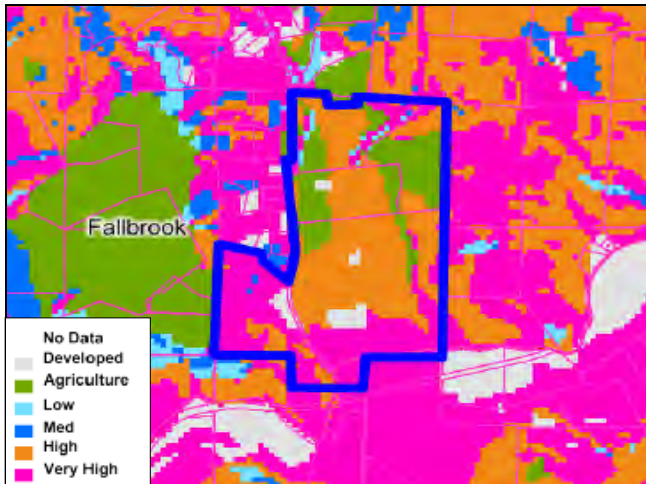 Fallbrook
No Data
Developed
Agriculture
Low
Med
High
Very High